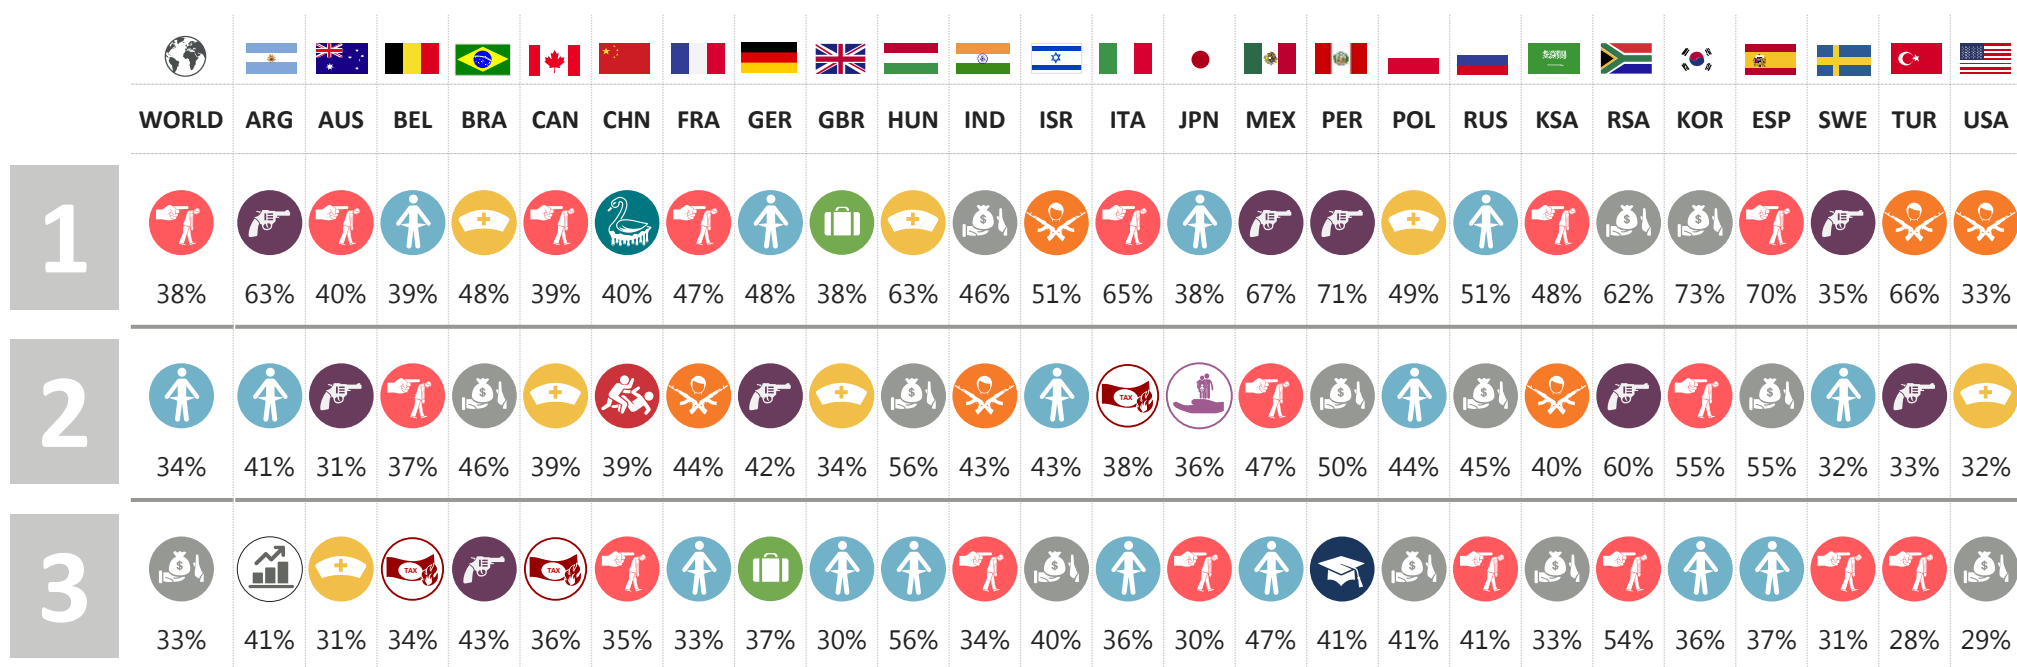 WORLD ARG AUS BEL BRA CAN CHN FRA GER GBR HUN IND ISR ITA JPN MEX PER POL RUS KSA RSA KOR ESP SWE TUR USA
1
$ $ $
38% 63% 40% 39% 48% 39% 40% 47% 48% 38% 63% 46% 51% 65% 38% 67% 71% 49% 51% 48% 62% 73% 70% 35% 66% 33%
2
$ $ TAX $ $ $
34% 41% 31% 37% 46% 39% 39% 44% 42% 34% 56% 43% 43% 38% 36% 47% 50% 44% 45% 40% 60% 55% 55% 32% 33% 32%
3
$ TAX TAX $ $ $ $
33% 41% 31% 34% 43% 36% 35% 33% 37% 30% 56% 34% 40% 36% 30% 47% 41% 41% 41% 33% 54% 36% 37% 31% 28% 29%